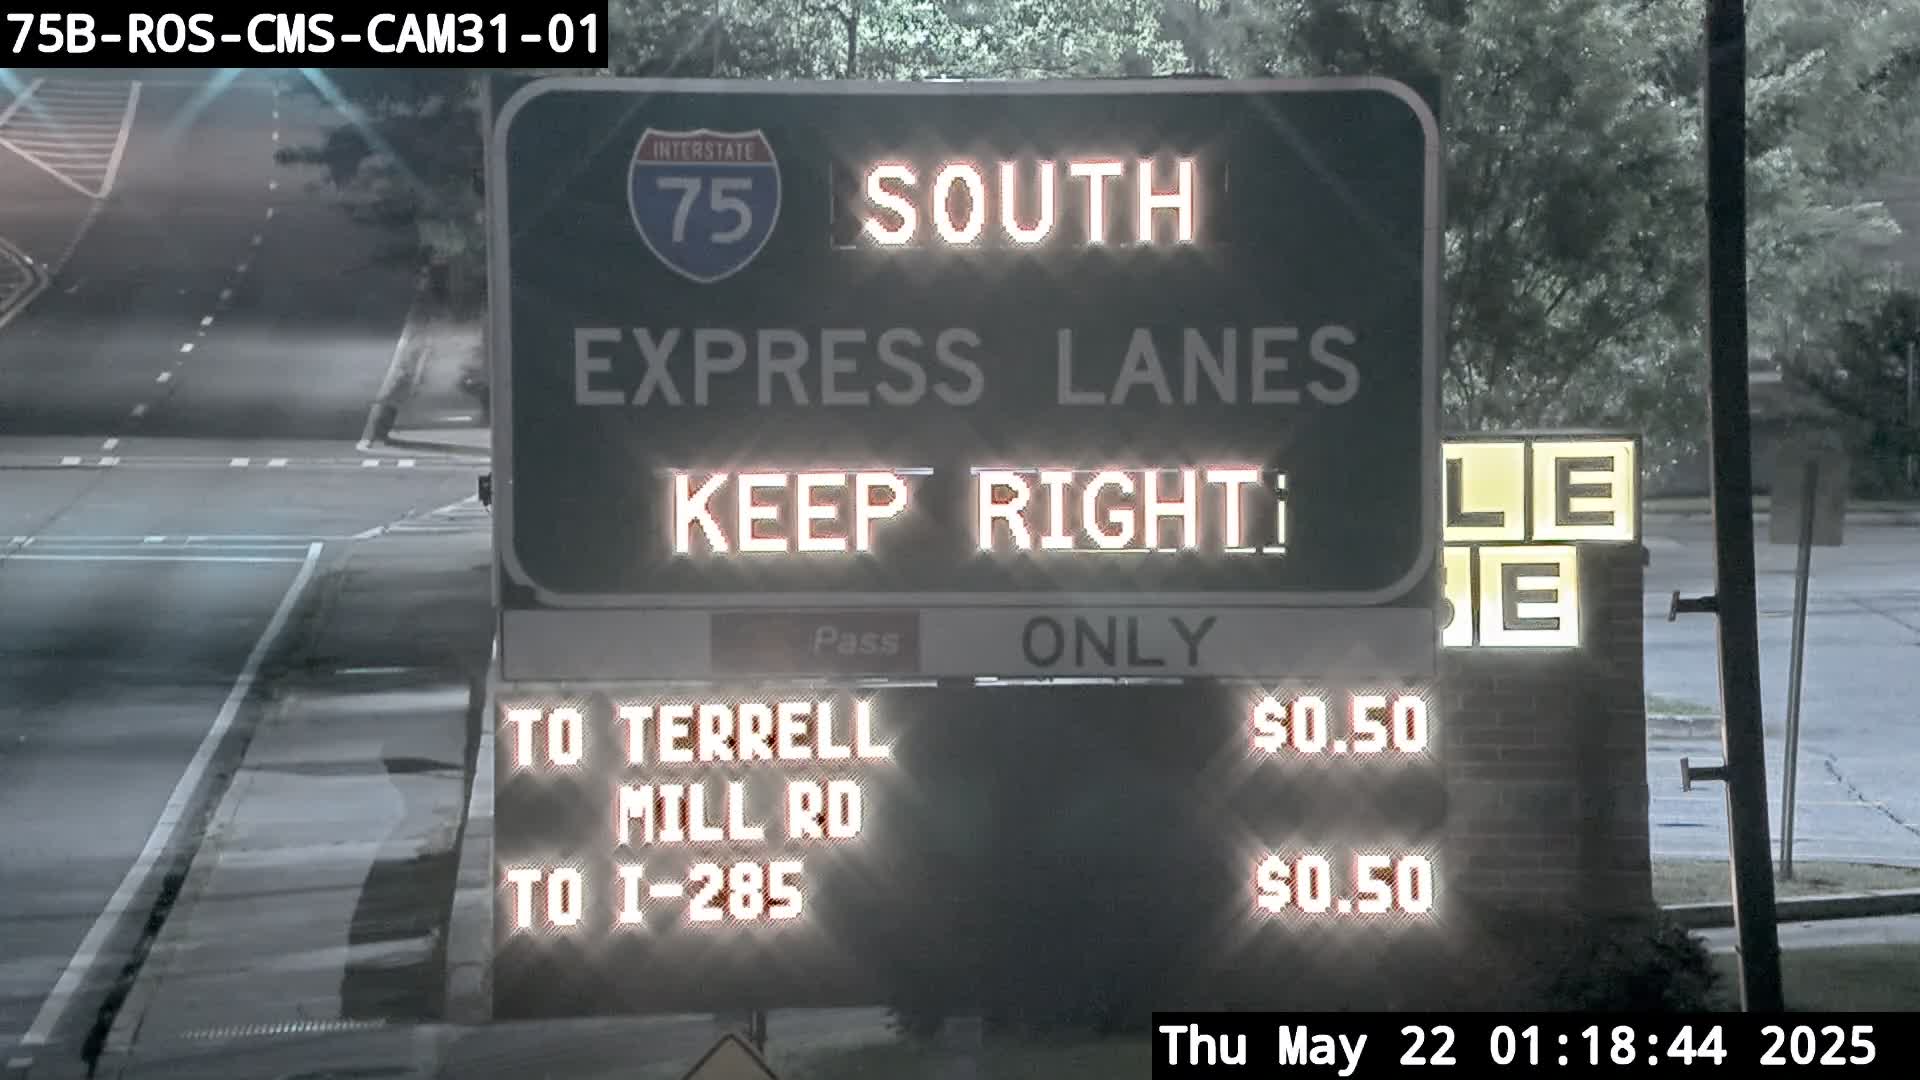 75B-ROS-CMS-CAM31-01
INTERSTATE
75
SOUTH
EXPRESS LANES
KEEP RIGHT
Pass ONLY
TO TERRELL $0.50
MILL RD
TO I-285 $0.50
LE
E
Thu May 22 01:18:44 2025